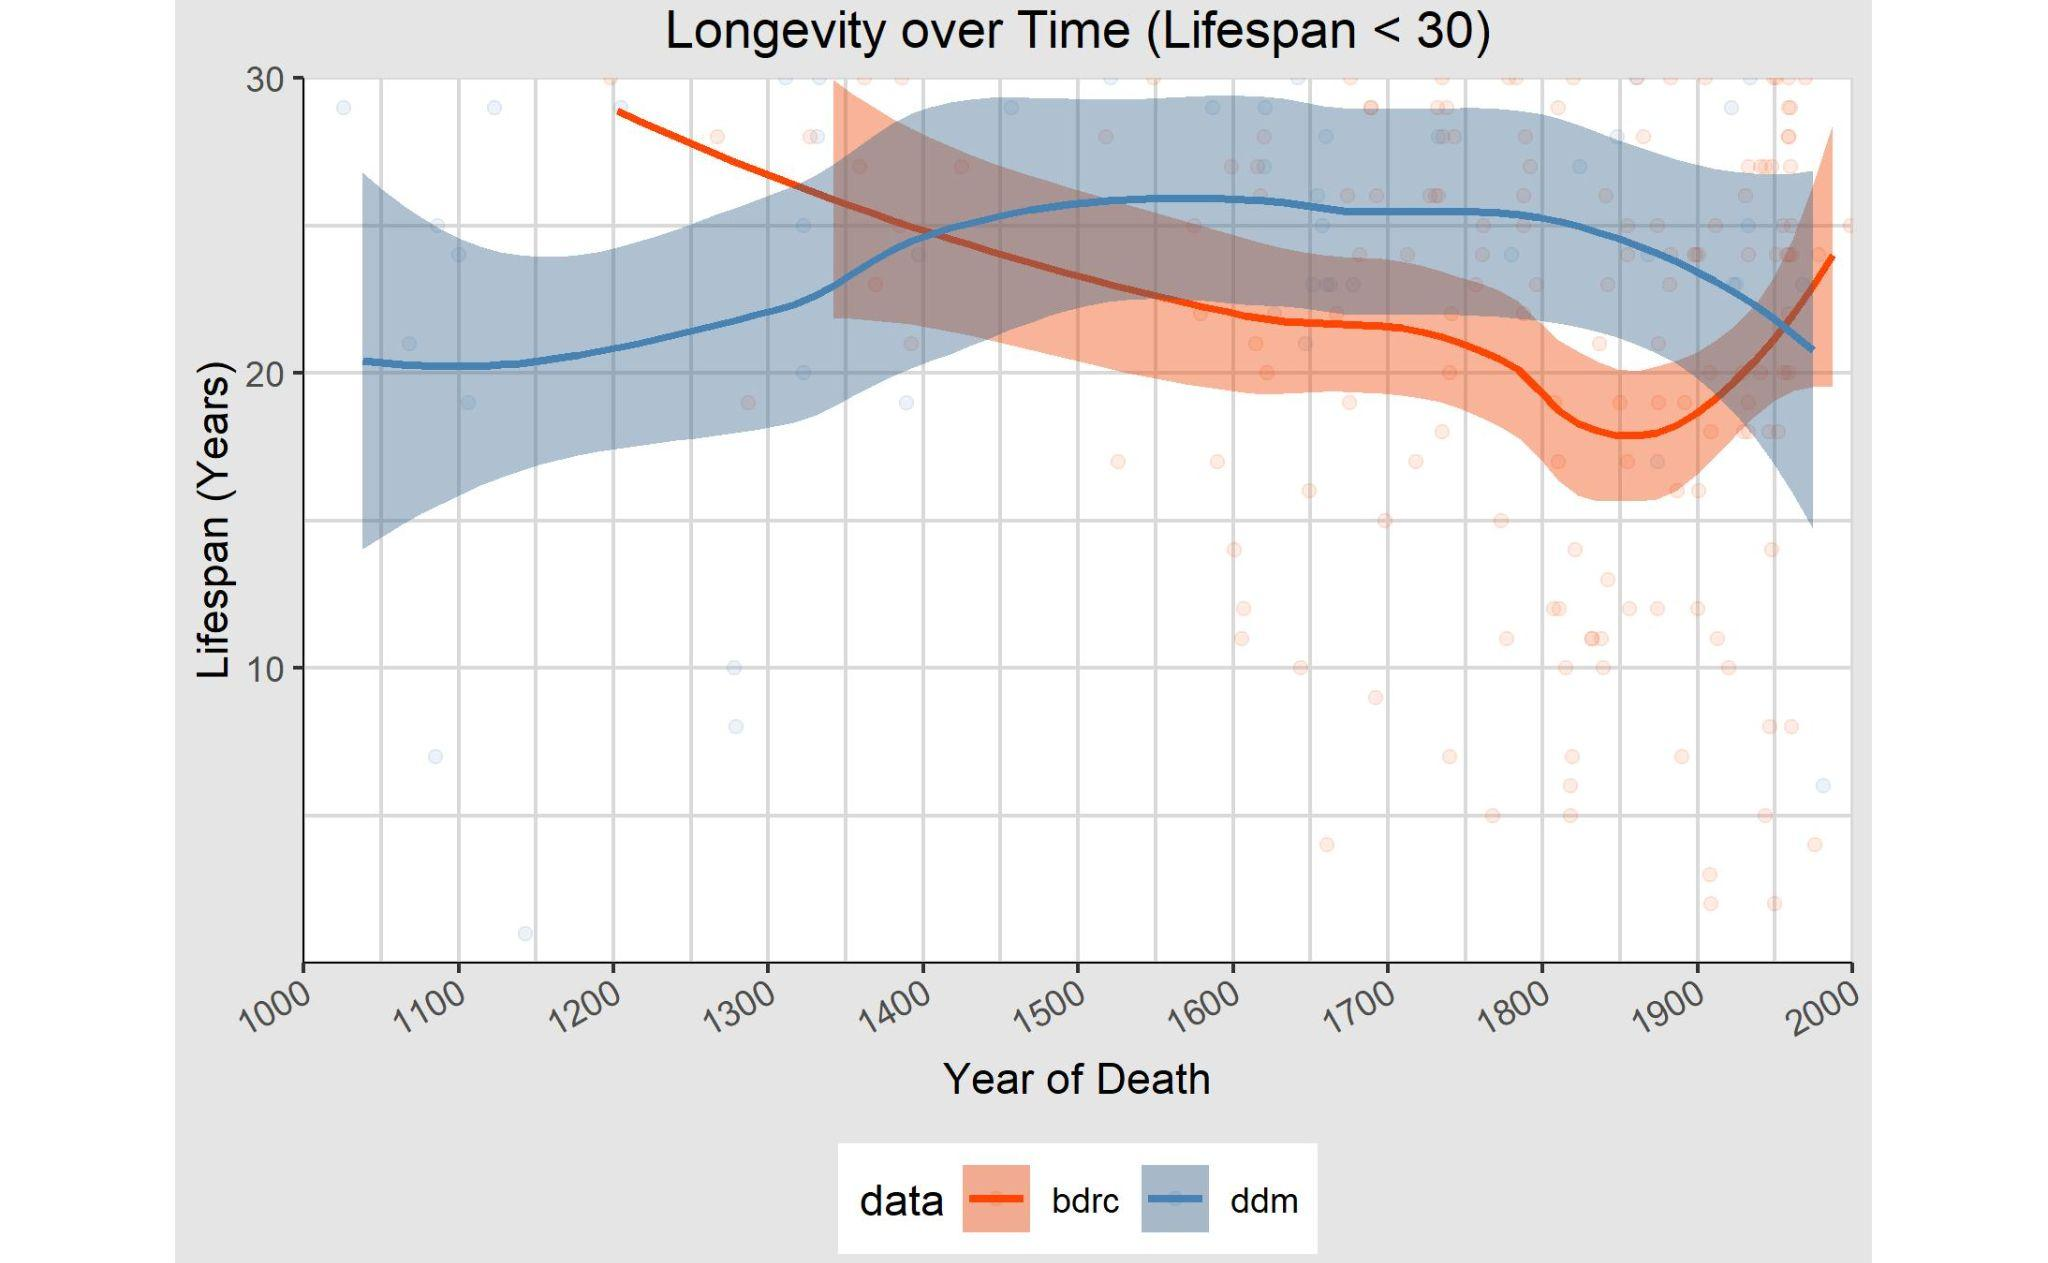 Longevity over Time (Lifespan < 30)
30
20
10
Lifespan (Years)
1000 1100 1200 1300 1400 1500 1600 1700 1800 1900 2000
Year of Death
data bdrc ddm